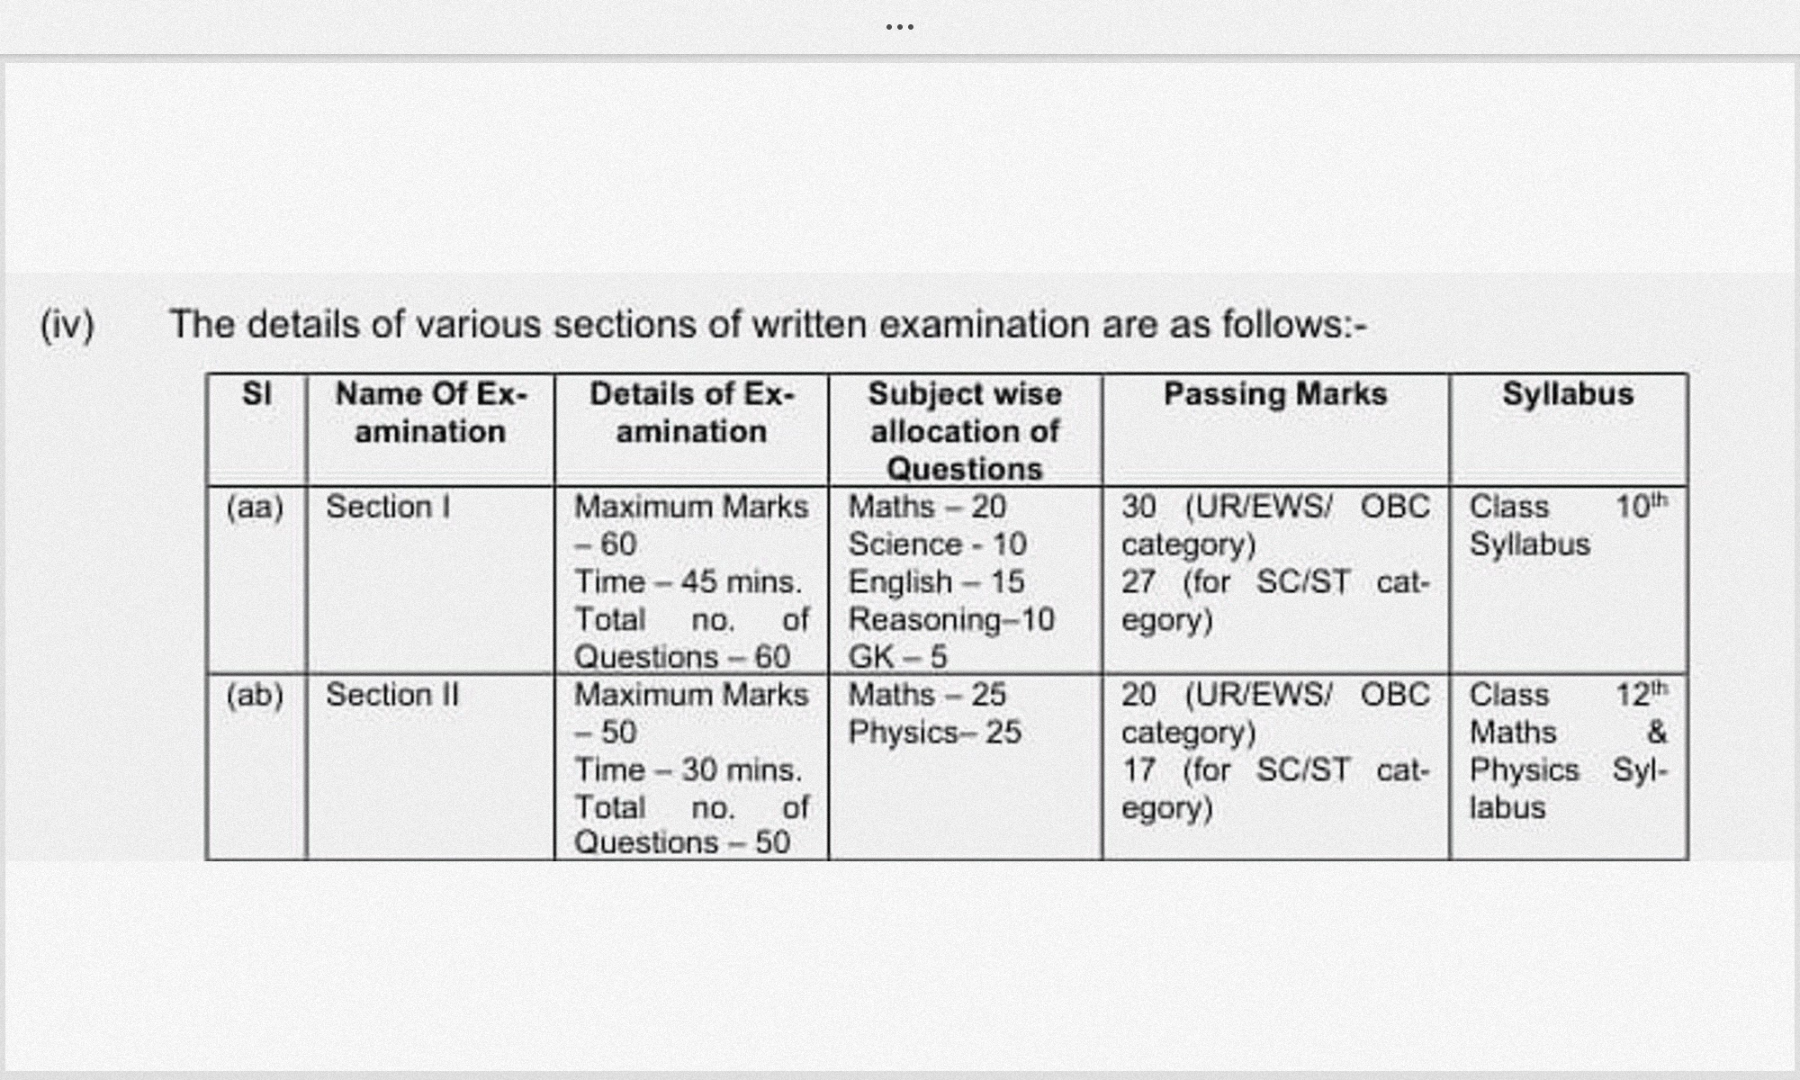 ...
(iv) The details of various sections of written examination are as follows:-
Sl | Name Of Ex- | Details of Ex- | Subject wise | Passing Marks | Syllabus
amination | amination | allocation of
Questions
(aa) | Section I | Maximum Marks | Maths – 20 | 30 (UR/EWS/ OBC | Class 10th
– 60 | Science - 10 | category) | Syllabus
Time – 45 mins. | English – 15 | 27 (for SC/ST cat-
Total no. of | Reasoning–10 | egory)
Questions – 60 | GK – 5
(ab) | Section II | Maximum Marks | Maths – 25 | 20 (UR/EWS/ OBC | Class 12th
– 50 | Physics– 25 | category) | Maths &
Time – 30 mins. | 17 (for SC/ST cat- | Physics Syl-
Total no. of | egory) | labus
Questions – 50